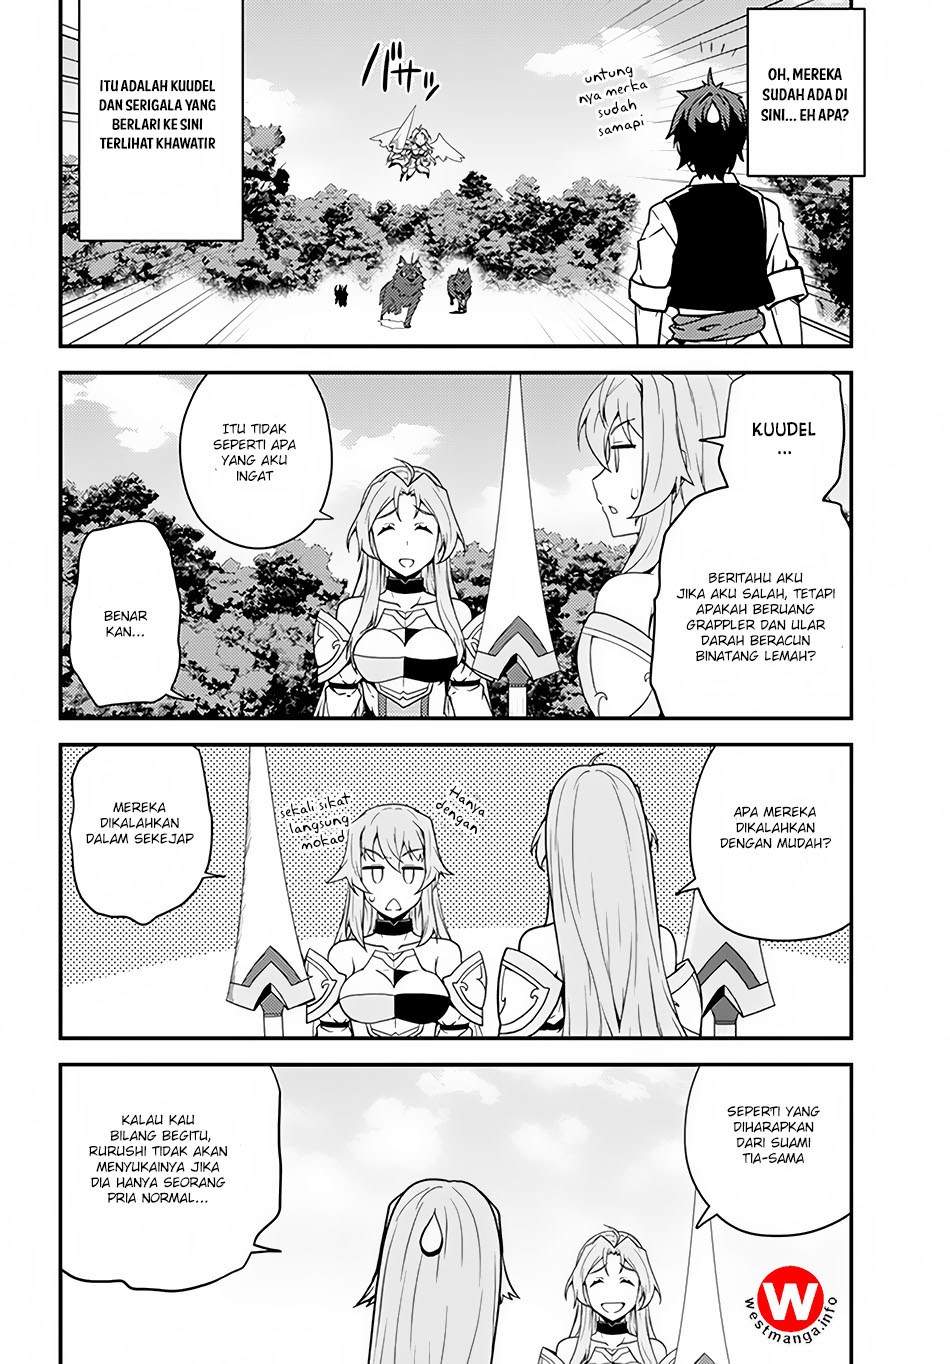 OH, MEREKA
SUDAH ADA DI
SINI... EH APA?
untung
nya merka
sudah
samapi
バサッ
ITU ADALAH KUUDEL
DAN SERIGALA YANG
BERLARI KE SINI
TERLIHAT KHAWATIR
KUUDEL
...
BERITAHU AKU
JIKA AKU SALAH, TETAPI
APAKAH BERUANG
GRAPPLER DAN ULAR
DARAH BERACUN
BINATANG LEMAH?
ITU TIDAK
SEPERTI APA
YANG AKU
INGAT
BENAR
KAN...
APA MEREKA
DIKALAHKAN
DENGAN MUDAH?
Hanya
dengan
sekali sikat
langsung
mokad
MEREKA
DIKALAHKAN
DALAM SEKEJAP
SEPERTI YANG
DIHARAPKAN
DARI SUAMI
TIA-SAMA
KALAU KAU
BILANG BEGITU,
RURUSHI TIDAK AKAN
MENYUKAINYA JIKA
DIA HANYA SEORANG
PRIA NORMAL...
W
westmanga.info